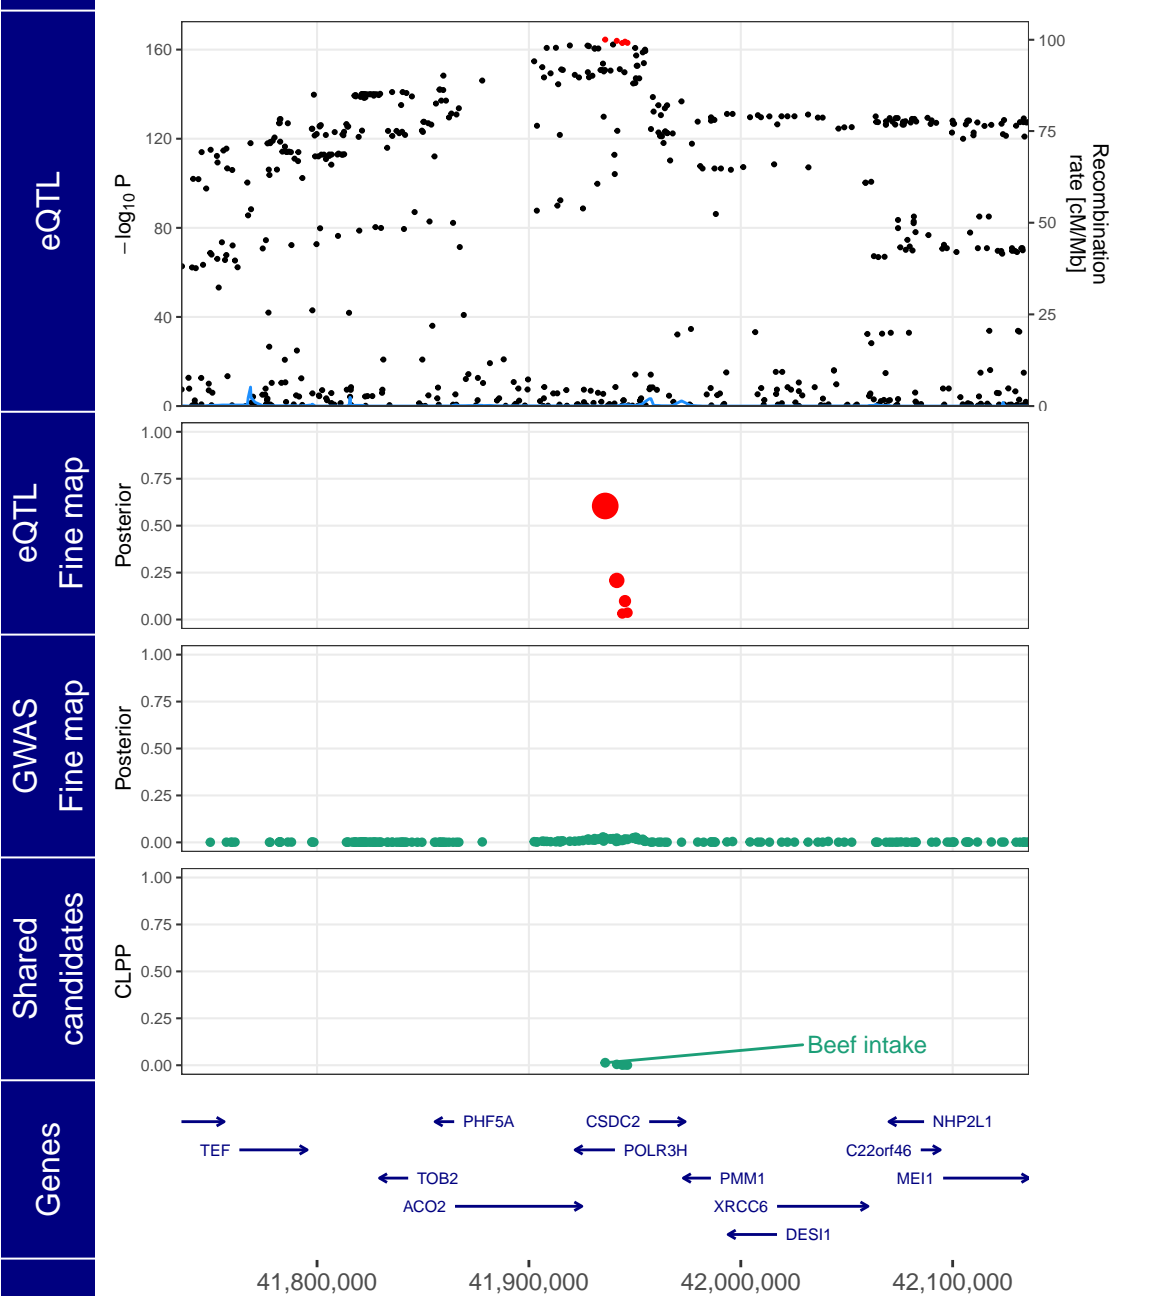 eQTL
−log10 P
160
120
80
40
0
100
75
50
25
0
Recombination
rate [cM/Mb]
eQTL
Fine map
Posterior
1.00
0.75
0.50
0.25
0.00
GWAS
Fine map
Posterior
1.00
0.75
0.50
0.25
0.00
Shared
candidates
CLPP
1.00
0.75
0.50
0.25
0.00
Beef intake
Genes
PHF5A CSDC2 NHP2L1
TEF POLR3H C22orf46
TOB2 PMM1 MEI1
ACO2 XRCC6
DESI1
41,800,000 41,900,000 42,000,000 42,100,000